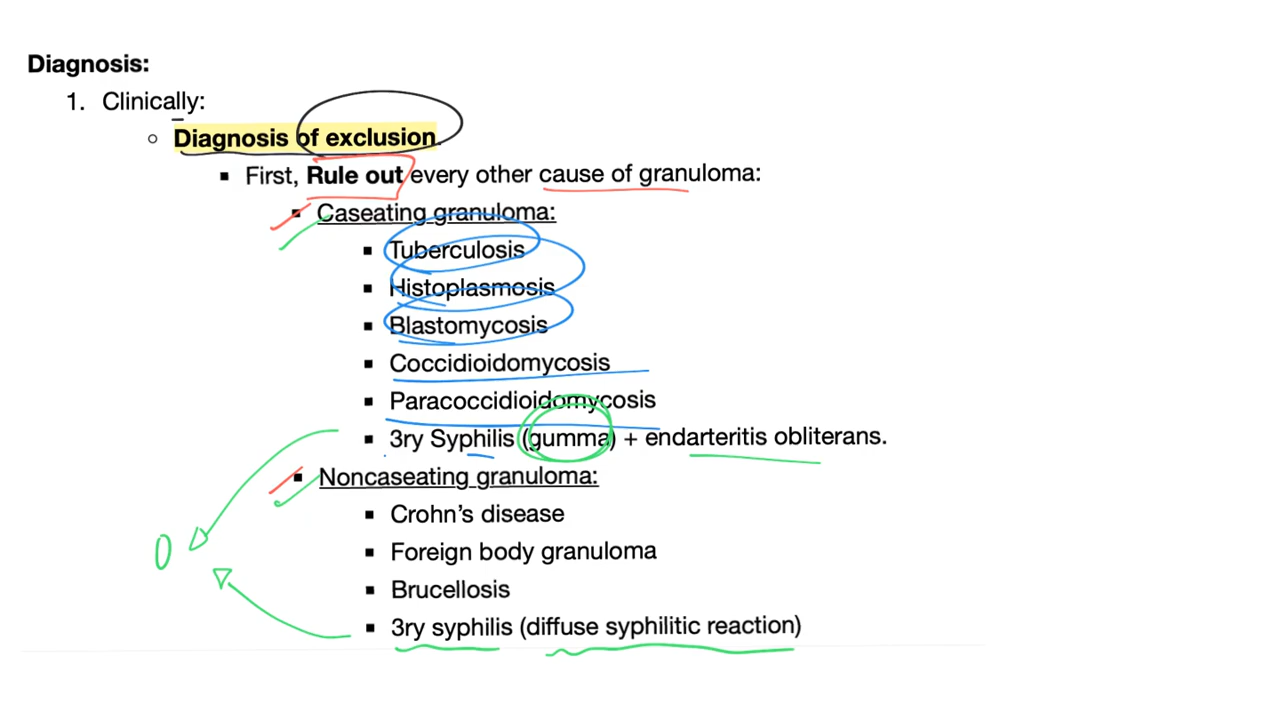 Diagnosis:
1. Clinically:
Diagnosis of exclusion.
First, Rule out every other cause of granuloma:
Caseating granuloma:
Tuberculosis
Histoplasmosis
Blastomycosis
Coccidioidomycosis
Paracoccidioidomycosis
3ry Syphilis (gumma) + endarteritis obliterans.
Noncaseating granuloma:
Crohn's disease
Foreign body granuloma
Brucellosis
3ry syphilis (diffuse syphilitic reaction)